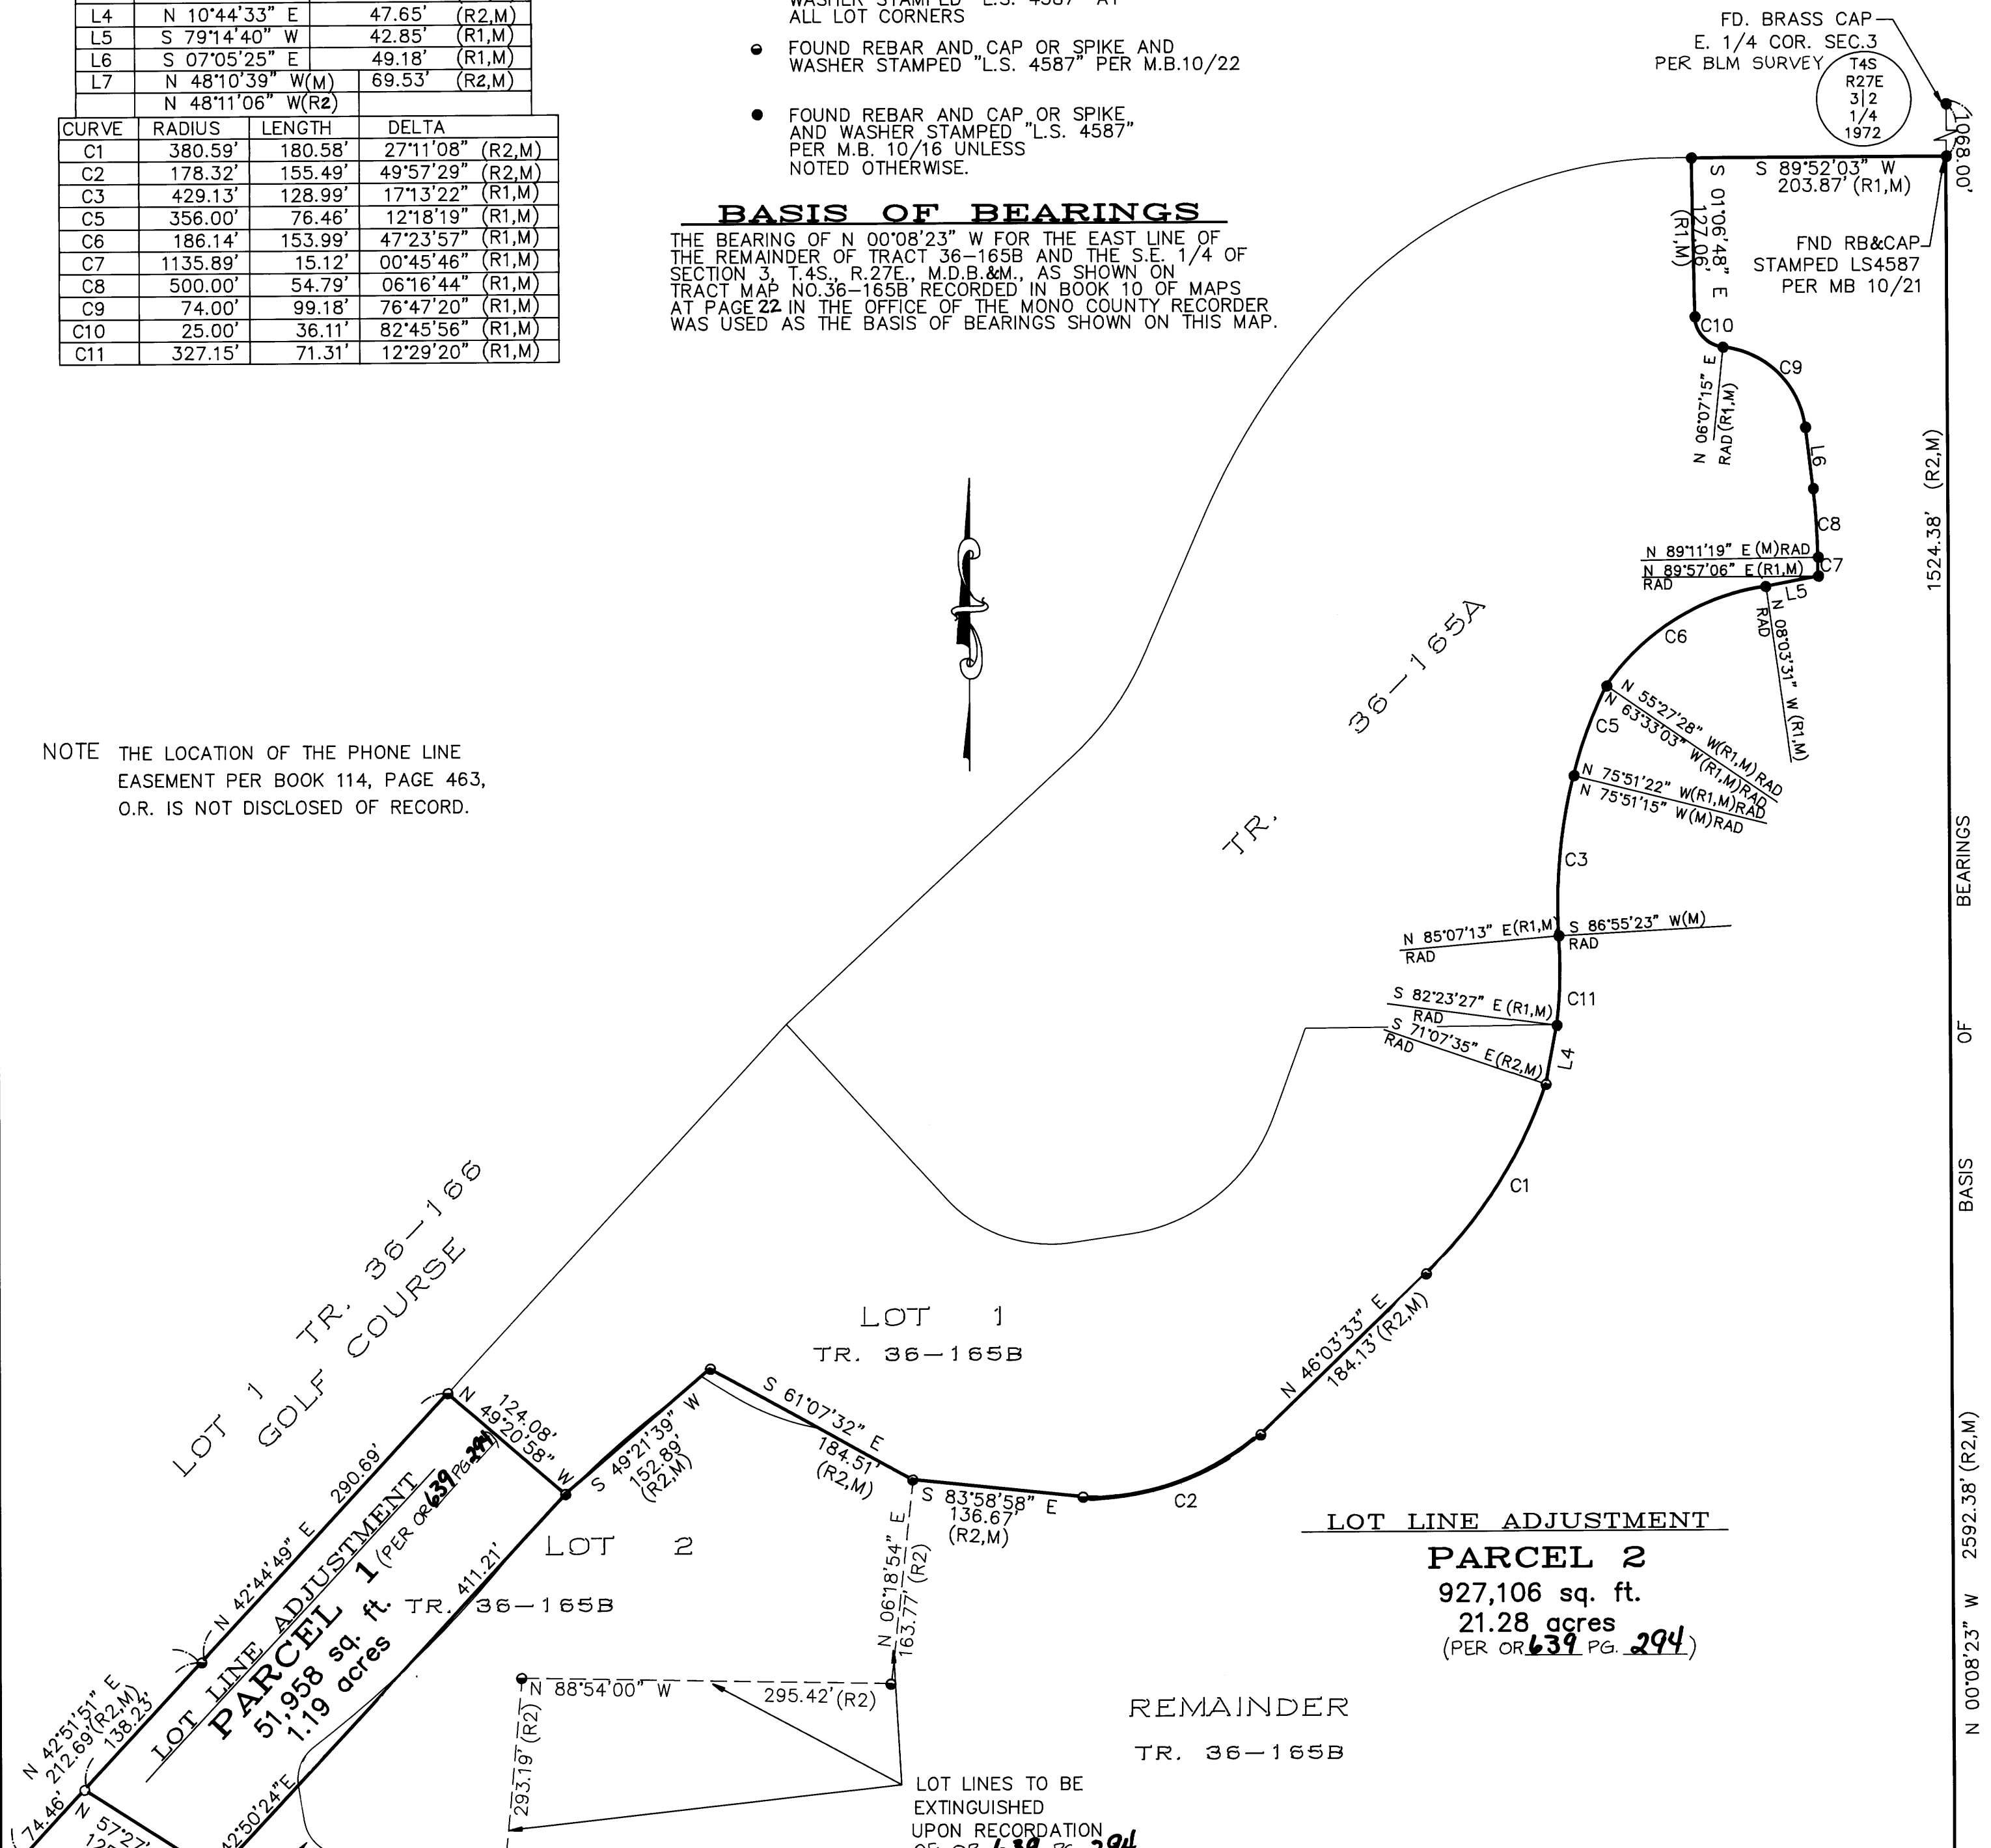 L4 N 10°44'33" E 47.65' (R2,M)
L5 S 79°14'40" W 42.85' (R1,M)
L6 S 07°05'25" E 49.18' (R1,M)
L7 N 48°10'39" W(M) 69.53' (R2,M)
N 48°11'06" W(R2)
CURVE RADIUS LENGTH DELTA
C1 380.59' 180.58' 27°11'08" (R2,M)
C2 178.32' 155.49' 49°57'29" (R2,M)
C3 429.13' 128.99' 17°13'22" (R1,M)
C5 356.00' 76.46' 12°18'19" (R1,M)
C6 186.14' 153.99' 47°23'57" (R1,M)
C7 1135.89' 15.12' 00°45'46" (R1,M)
C8 500.00' 54.79' 06°16'44" (R1,M)
C9 74.00' 99.18' 76°47'20" (R1,M)
C10 25.00' 36.11' 82°45'56" (R1,M)
C11 327.15' 71.31' 12°29'20" (R1,M)
WASHER STAMPED "L.S. 4587" AT
ALL LOT CORNERS
FOUND REBAR AND CAP OR SPIKE AND
WASHER STAMPED "L.S. 4587" PER M.B.10/22
FOUND REBAR AND CAP OR SPIKE
AND WASHER STAMPED "L.S. 4587"
PER M.B. 10/16 UNLESS
NOTED OTHERWISE.
BASIS OF BEARINGS
THE BEARING OF N 00°08'23" W FOR THE EAST LINE OF
THE REMAINDER OF TRACT 36-165B AND THE S.E. 1/4 OF
SECTION 3, T.4S., R.27E., M.D.B.&M., AS SHOWN ON
TRACT MAP NO.36-165B RECORDED IN BOOK 10 OF MAPS
AT PAGE 22 IN THE OFFICE OF THE MONO COUNTY RECORDER
WAS USED AS THE BASIS OF BEARINGS SHOWN ON THIS MAP.
FD. BRASS CAP
E. 1/4 COR. SEC.3
PER BLM SURVEY
T4S
R27E
3|2
1/4
1972
1068.00'
S 89°52'03" W
203.87' (R1,M)
S 01°06'48" E
127.06'
(R1,M)
FND RB&CAP
STAMPED LS4587
PER MB 10/21
C10
C9
N 06°07'15" E
RAD (R1,M)
L6
C8
N 89°11'19" E (M)RAD
N 89°57'06" E (R1,M)
RAD
C7
L5
N 08°03'31" W (R1,M)
RAD
C6
N 55°27'28" W(R1,M) RAD
N 63°33'03" W(R1,M)RAD
C5
N 75°51'22" W(R1,M)RAD
N 75°51'15" W(M)RAD
C3
N 85°07'13" E(R1,M)
RAD
S 86°55'23" W(M)
RAD
C11
S 82°23'27" E (R1,M)
RAD
S 71°07'35" E(R2,M)
RAD
L4
C1
N 46°03'33" E
184.13' (R2,M)
C2
1524.38' (R2,M)
BASIS OF BEARINGS
N 00°08'23" W 2592.38' (R2,M)
NOTE THE LOCATION OF THE PHONE LINE
EASEMENT PER BOOK 114, PAGE 463,
O.R. IS NOT DISCLOSED OF RECORD.
TR. 36-165A
LOT 1 TR. 36-166
GOLF COURSE
LOT 1
TR. 36-165B
N 49°20'58" W
124.08'
S 49°21'39" W
152.89'
(R2,M)
S 61°07'32" E
184.51'
(R2,M)
S 83°58'58" E
136.67'
(R2,M)
N 42°44'49" E 290.69'
LOT LINE ADJUSTMENT
PARCEL 1 (PER OR 639 PG. 294)
51,958 sq. ft.
1.19 acres
411.21'
42°50'24"E
LOT 2
TR. 36-165B
N 06°18'54" E
163.77' (R2)
N 88°54'00" W 295.42' (R2)
293.19' (R2)
N 42°51'51" E
212.69' (R2,M)
138.23'
74.46'
N 57°27'
LOT LINE ADJUSTMENT
PARCEL 2
927,106 sq. ft.
21.28 acres
(PER OR 639 PG. 294)
REMAINDER
TR. 36-165B
LOT LINES TO BE
EXTINGUISHED
UPON RECORDATION
OF OR 639 PG. 294